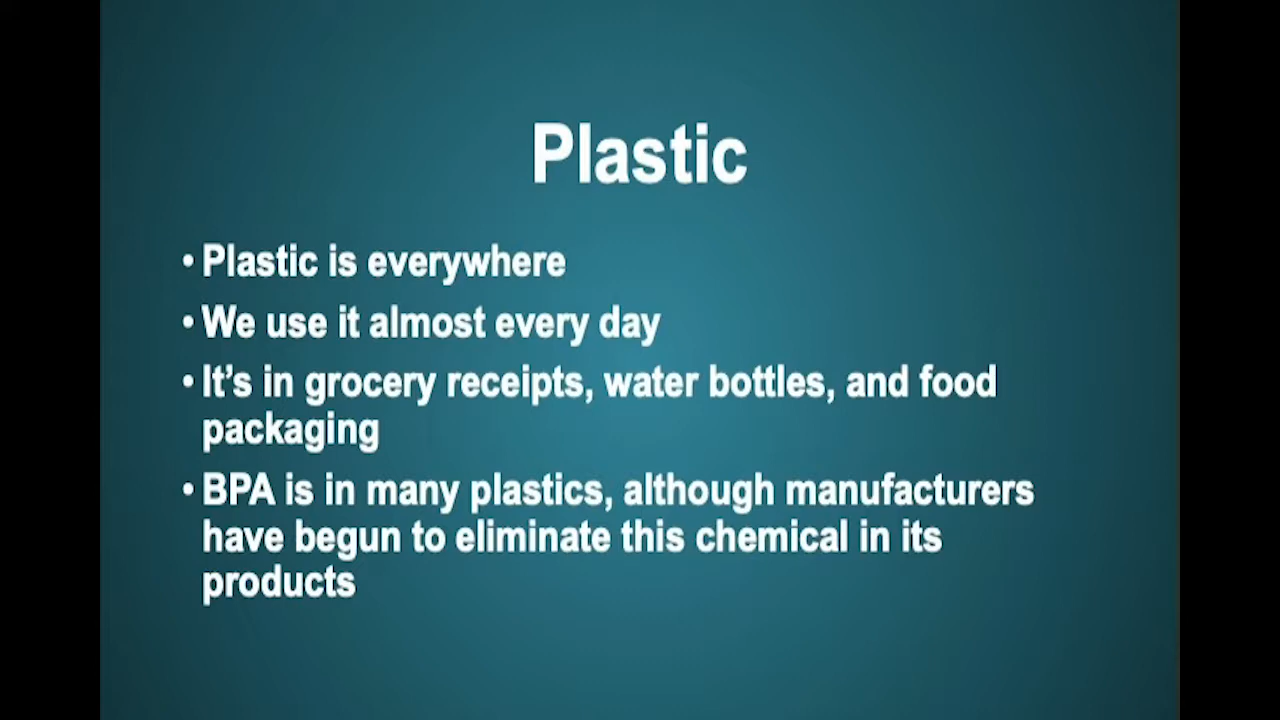 Plastic
• Plastic is everywhere
• We use it almost every day
• It’s in grocery receipts, water bottles, and food
packaging
• BPA is in many plastics, although manufacturers
have begun to eliminate this chemical in its
products